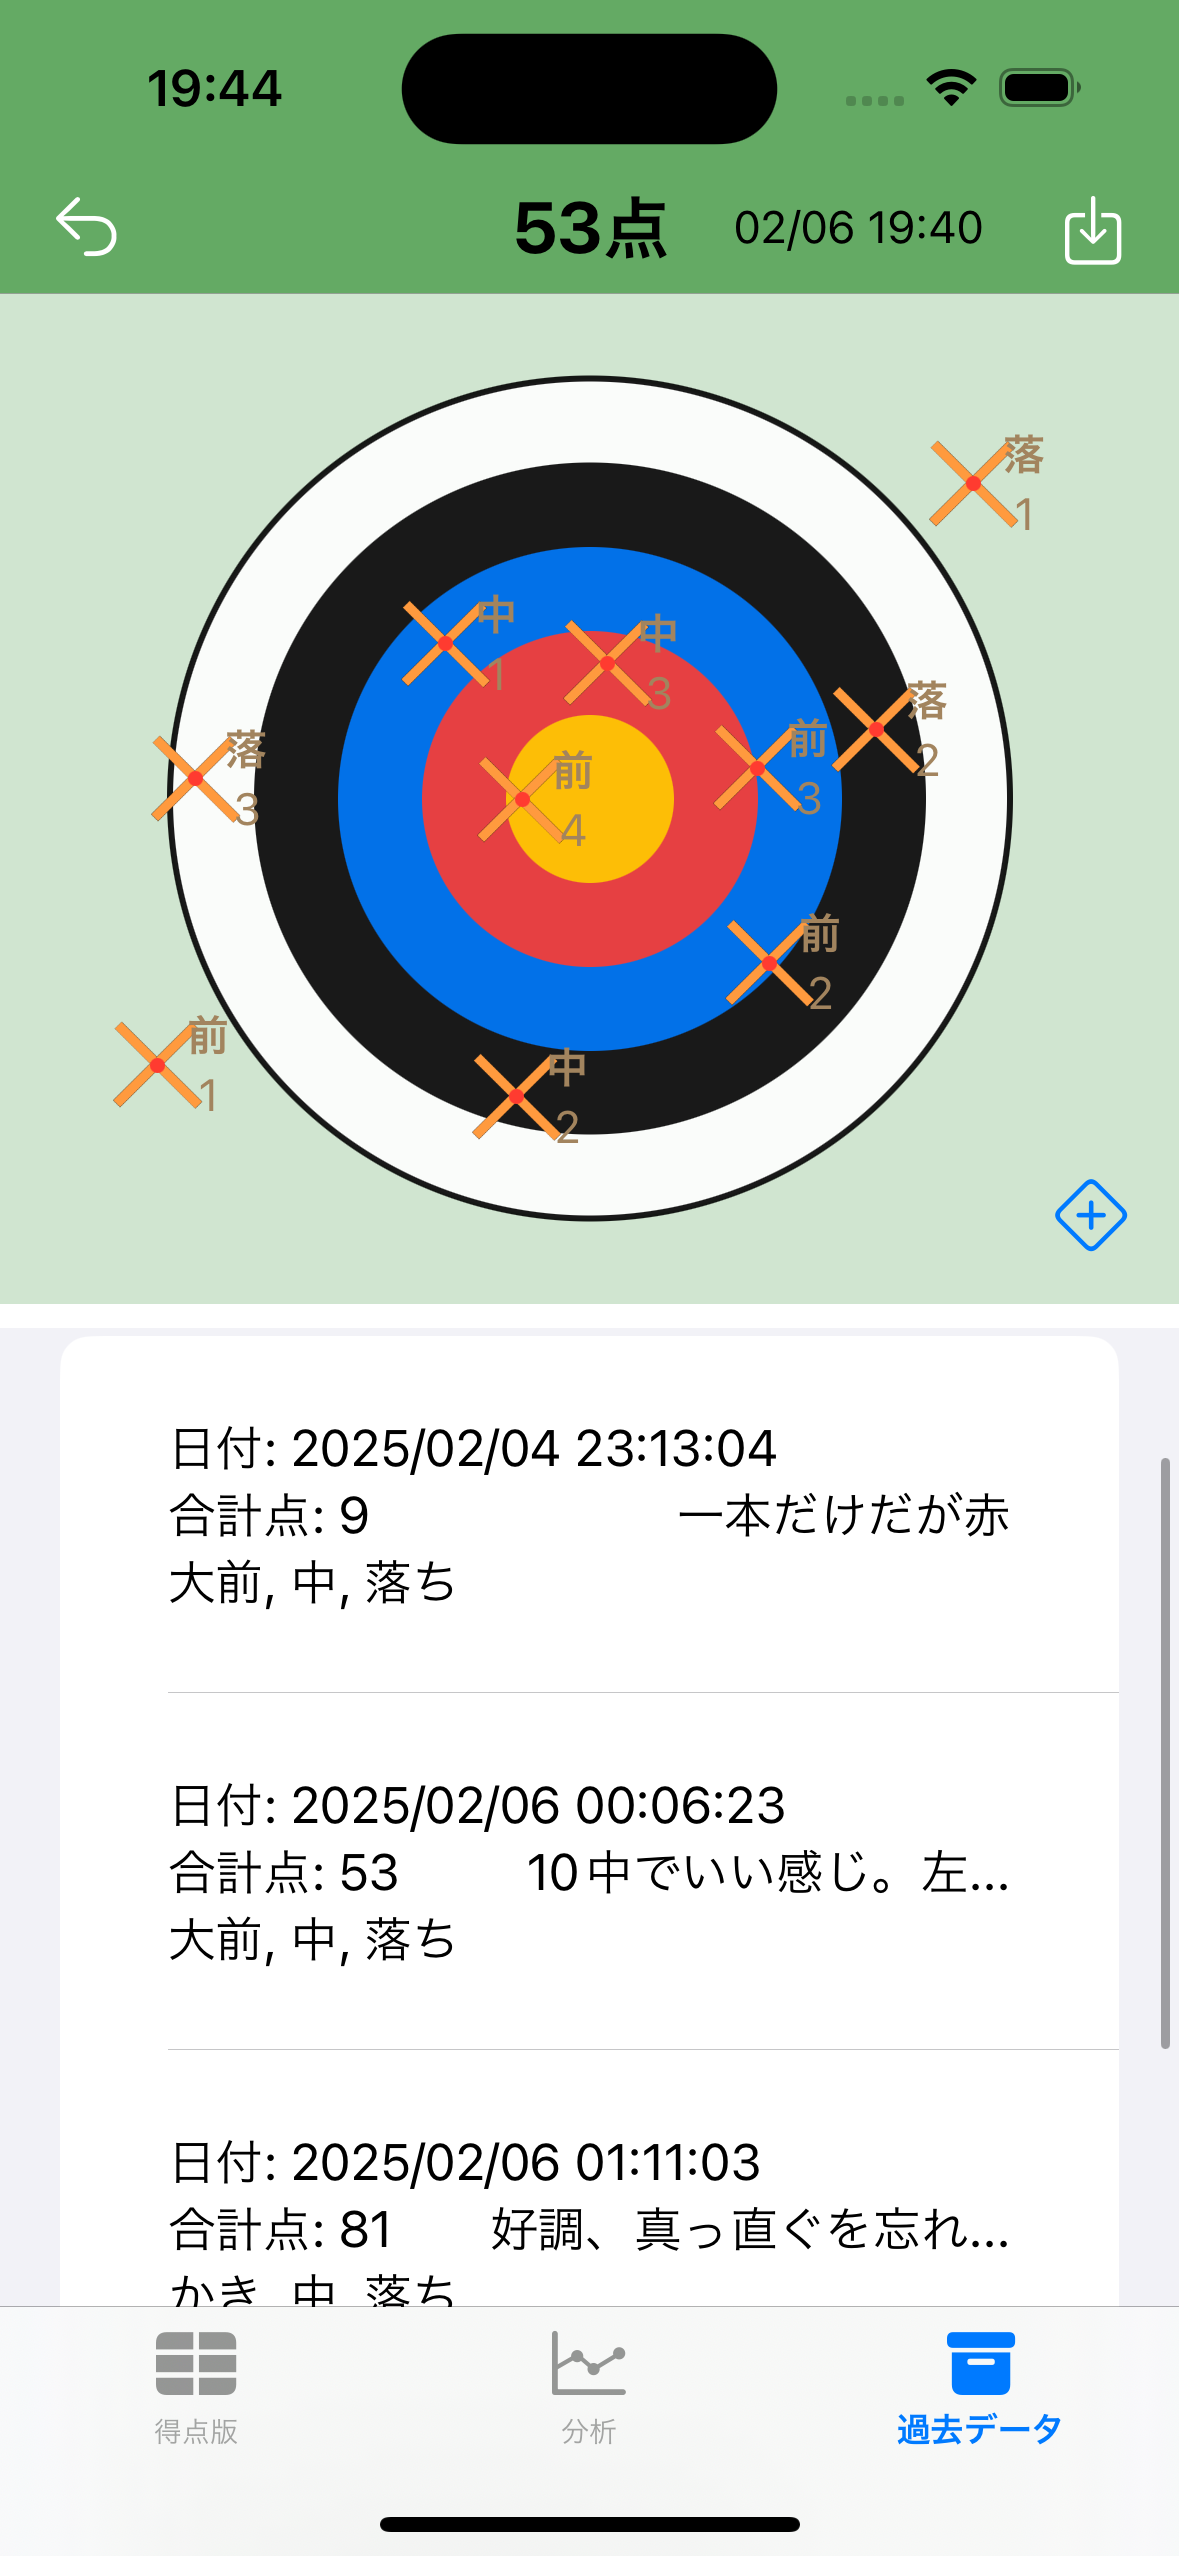 19:44
53点 02/06 19:40
落
1
中
1
中
3
落
2
前
3
落
3
前
4
前
2
前
1
中
2
日付: 2025/02/04 23:13:04
合計点: 9 一本だけだが赤
大前, 中, 落ち
日付: 2025/02/06 00:06:23
合計点: 53 10中でいい感じ。左...
大前, 中, 落ち
日付: 2025/02/06 01:11:03
合計点: 81 好調、真っ直ぐを忘れ...
かき, 中, 落ち
得点版 分析 過去データ